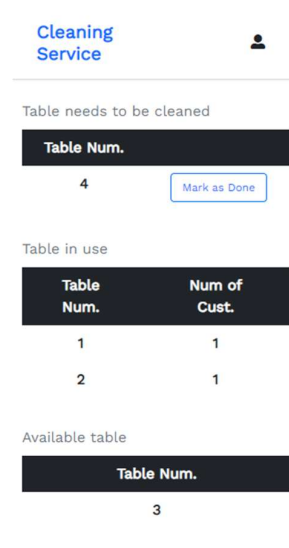 Cleaning
Service
Table needs to be cleaned
Table Num.
4 Mark as Done
Table in use
Table Num of
Num. Cust.
1 1
2 1
Available table
Table Num.
3